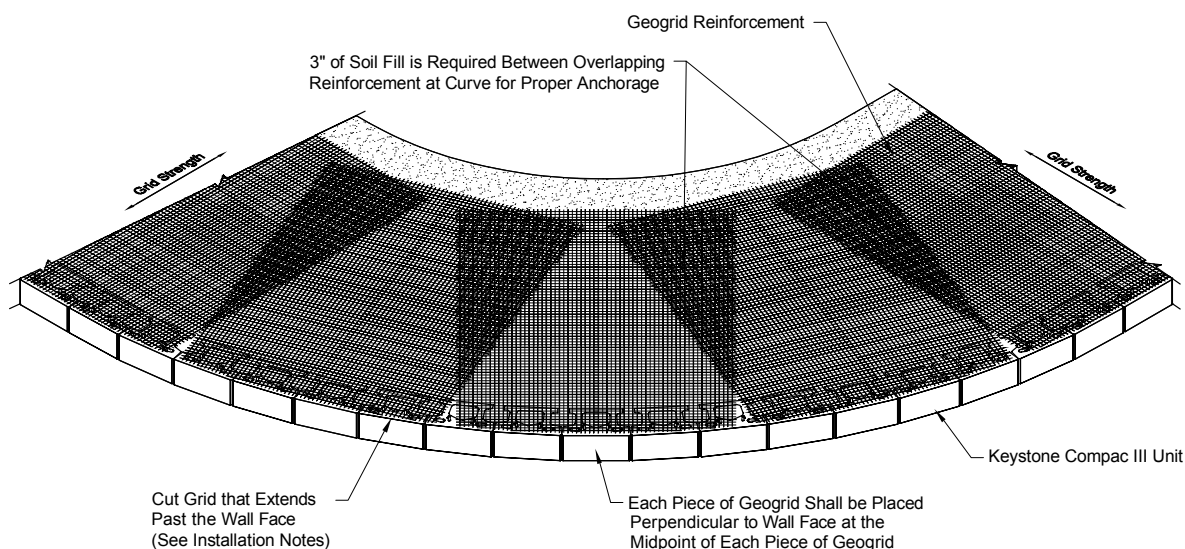 Geogrid Reinforcement
3" of Soil Fill is Required Between Overlapping
Reinforcement at Curve for Proper Anchorage
Grid Strength
Grid Strength
Keystone Compac III Unit
Cut Grid that Extends
Past the Wall Face
(See Installation Notes)
Each Piece of Geogrid Shall be Placed
Perpendicular to Wall Face at the
Midpoint of Each Piece of Geogrid